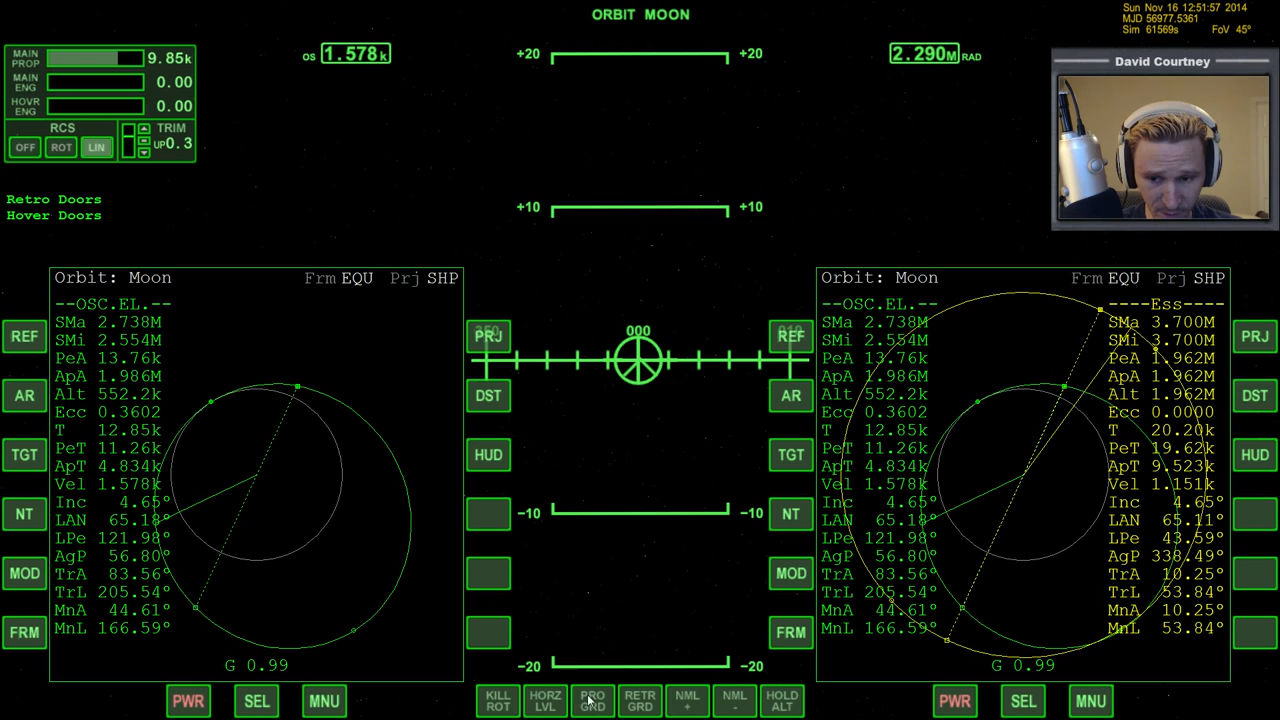 ORBIT MOON
Sun Nov 16 12:51:57 2014
MJD 56977.5361
Sim 61569s FoV 45°
David Courtney
MAIN PROP 9.85k
MAIN ENG 0.00
HOVR ENG 0.00
RCS
TRIM
OFF ROT LIN
UP 0.3
OS 1.578k
2.290M RAD
+20 +20
+10 +10
000
-10 -10
-20 -20
Retro Doors
Hover Doors
Orbit: Moon Frm EQU Prj SHP
--OSC.EL.--
SMa 2.738M
SMi 2.554M
PeA 13.76k
ApA 1.986M
Alt 552.2k
Ecc 0.3602
T 12.85k
PeT 11.26k
ApT 4.834k
Vel 1.578k
Inc 4.65°
LAN 65.18°
LPe 121.98°
AgP 56.80°
TrA 83.56°
TrL 205.54°
MnA 44.61°
MnL 166.59°
G 0.99
REF
AR
TGT
NT
MOD
FRM
PRJ
DST
HUD
PWR SEL MNU
KILL ROT
HORZ LVL
PRO GRD
RETR GRD
NML +
NML -
HOLD ALT
REF
AR
TGT
NT
MOD
FRM
Orbit: Moon Frm EQU Prj SHP
--OSC.EL.--
SMa 2.738M
SMi 2.554M
PeA 13.76k
ApA 1.986M
Alt 552.2k
Ecc 0.3602
T 12.85k
PeT 11.26k
ApT 4.834k
Vel 1.578k
Inc 4.65°
LAN 65.18°
LPe 121.98°
AgP 56.80°
TrA 83.56°
TrL 205.54°
MnA 44.61°
MnL 166.59°
----Ess----
SMa 3.700M
SMi 3.700M
PeA 1.962M
ApA 1.962M
Alt 1.962M
Ecc 0.0000
T 20.20k
PeT 19.62k
ApT 9.523k
Vel 1.151k
Inc 4.65°
LAN 65.11°
LPe 43.59°
AgP 338.49°
TrA 10.25°
TrL 53.84°
MnA 10.25°
MnL 53.84°
G 0.99
PRJ
DST
HUD
PWR SEL MNU